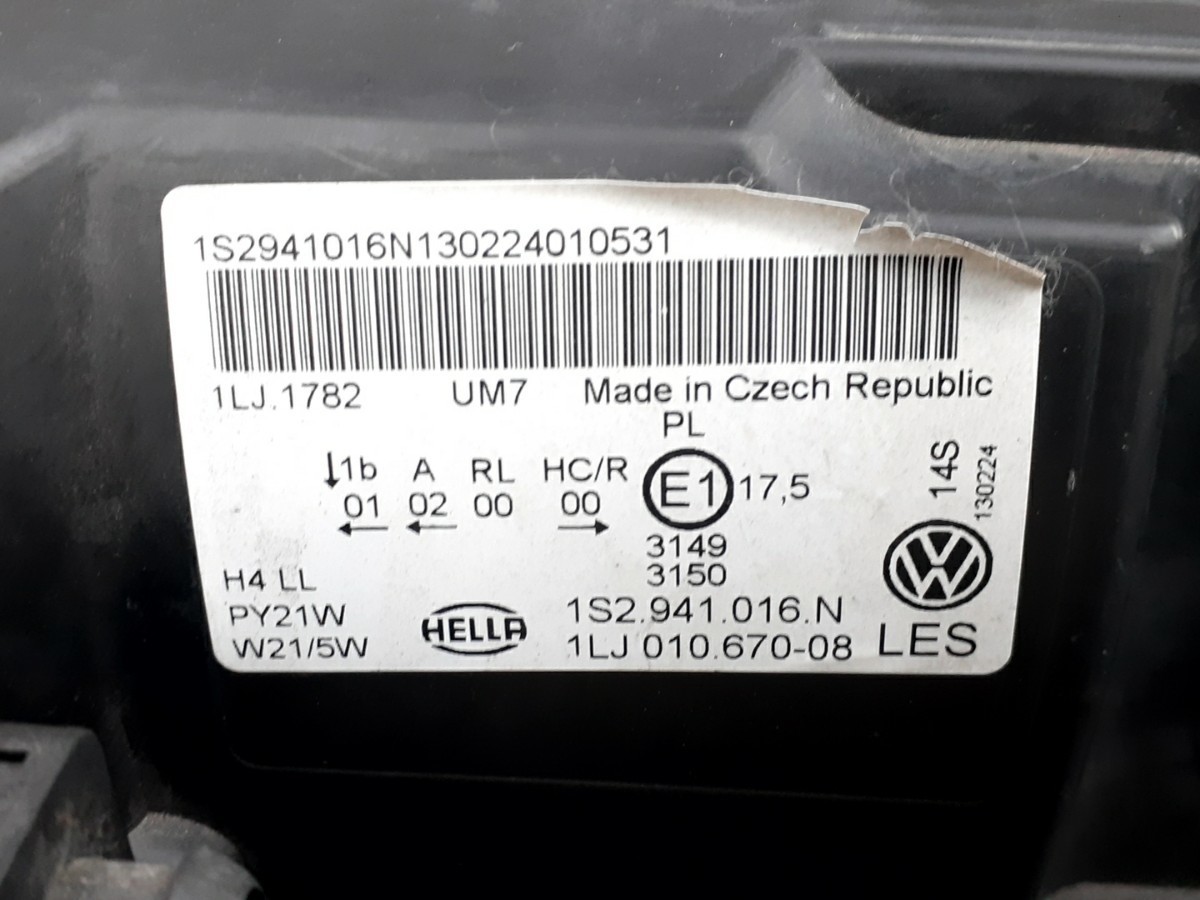 1S2941016N130224010531
1LJ.1782 UM7 Made in Czech Republic
PL
↓1b A RL HC/R E1 17,5
01 02 00 00
← ← →
14S
130224
3149
3150
H4 LL
PY21W
W21/5W
HELLA
1S2.941.016.N
1LJ 010.670-08
VW
LES